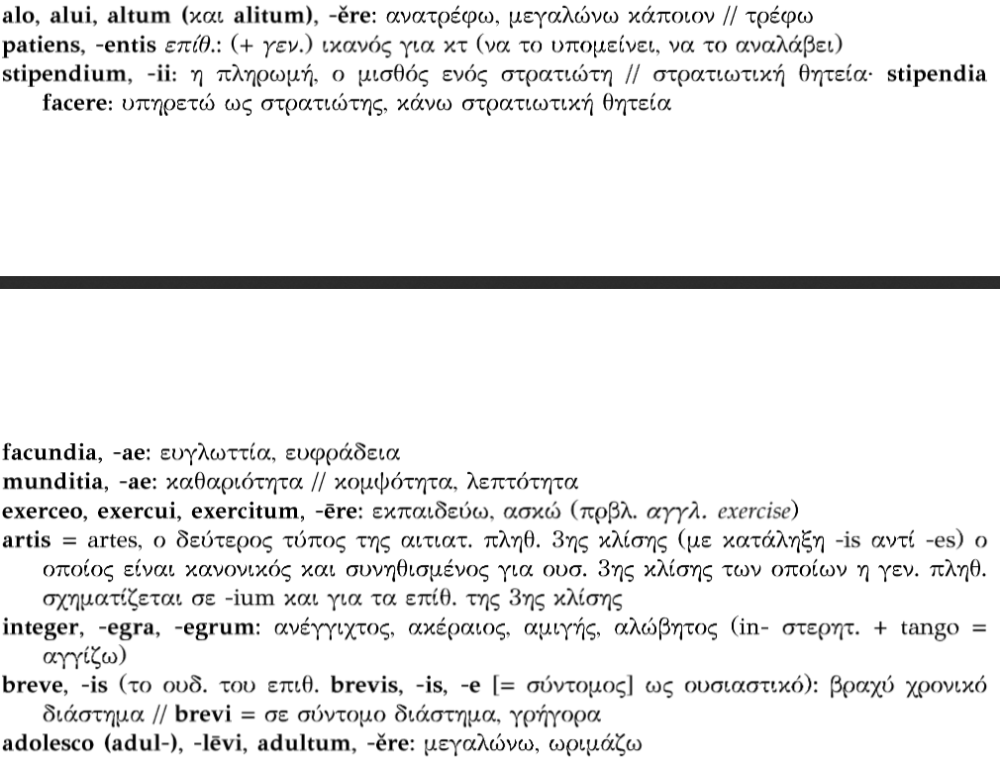 alo, alui, altum (και alitum), -ĕre: ανατρέφω, μεγαλώνω κάποιον // τρέφω
patiens, -entis επίθ.: (+ γεν.) ικανός για κτ (να το υπομείνει, να το αναλάβει)
stipendium, -ii: η πληρωμή, ο μισθός ενός στρατιώτη // στρατιωτική θητεία· stipendia
facere: υπηρετώ ως στρατιώτης, κάνω στρατιωτική θητεία
facundia, -ae: ευγλωττία, ευφράδεια
munditia, -ae: καθαριότητα // κομψότητα, λεπτότητα
exerceo, exercui, exercitum, -ēre: εκπαιδεύω, ασκώ (πρβλ. αγγλ. exercise)
artis = artes, ο δεύτερος τύπος της αιτιατ. πληθ. 3ης κλίσης (με κατάληξη -is αντί -es) ο
οποίος είναι κανονικός και συνηθισμένος για ουσ. 3ης κλίσης των οποίων η γεν. πληθ.
σχηματίζεται σε -ium και για τα επίθ. της 3ης κλίσης
integer, -egra, -egrum: ανέγγιχτος, ακέραιος, αμιγής, αλώβητος (in- στερητ. + tango =
αγγίζω)
breve, -is (το ουδ. του επιθ. brevis, -is, -e [= σύντομος] ως ουσιαστικό): βραχύ χρονικό
διάστημα // brevi = σε σύντομο διάστημα, γρήγορα
adolesco (adul-), -lēvi, adultum, -ĕre: μεγαλώνω, ωριμάζω